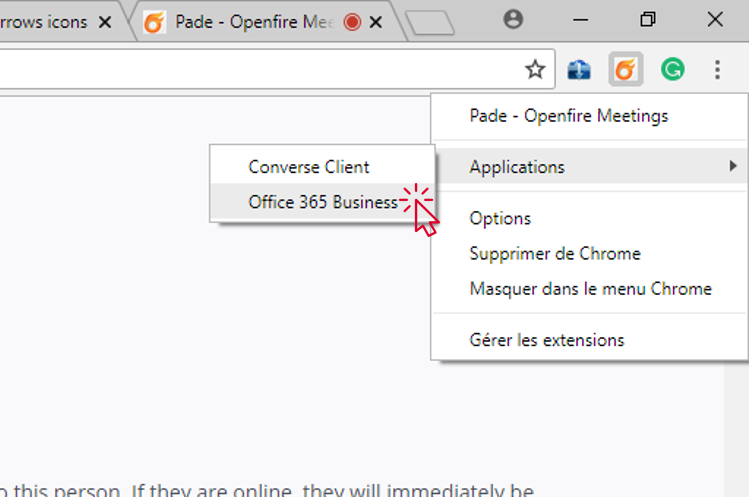 rrows icons
Pade - Openfire Mee
Pade - Openfire Meetings
Applications
Converse Client
Office 365 Business
Options
Supprimer de Chrome
Masquer dans le menu Chrome
Gérer les extensions
o this person. If they are online, they will immediately be